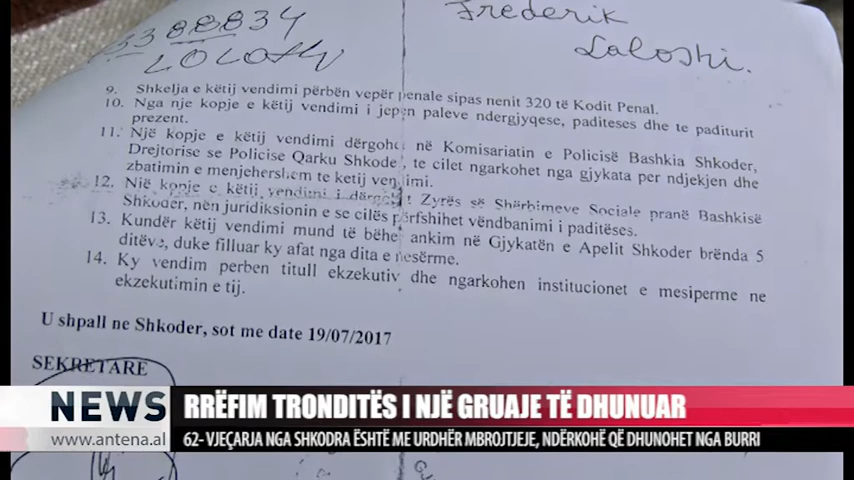 Frederik
88834
Laloshi.
9. Shkelja e këtij vendimi përbën vepër penale sipas nenit 320 të Kodit Penal.
10. Nga nje kopje e këtij vendimi i jepen paleve ndergjyqese, paditeses dhe te paditurit
prezent.
11. Një kopje e këtij vendimi dërgohet në Komisariatin e Policisë Bashkia Shkoder,
Drejtorise se Policise Qarku Shkoder, te cilet ngarkohet nga gjykata per ndjekjen dhe
zbatimin e menjehershem te ketij vendimi.
12. Një kopje e këtij vendimi i dërgohet Zyrës së Shërbimeve Sociale pranë Bashkisë
Shkodër, nën juridiksionin e se cilës përfshihet vëndbanimi i paditëses.
13. Kundër këtij vendimi mund të bëhet ankim në Gjykatën e Apelit Shkoder brënda 5
ditëve, duke filluar ky afat nga dita e nesërme.
14. Ky vendim perben titull ekzekutiv dhe ngarkohen institucionet e mesiperme ne
ekzekutimin e tij.
U shpall ne Shkoder, sot me date 19/07/2017
SEKRETARE
NEWS
www.antena.al
RRËFIM TRONDITËS I NJË GRUAJE TË DHUNUAR
62- VJEÇARJA NGA SHKODRA ËSHTË ME URDHËR MBROJTJEJE, NDËRKOHË QË DHUNOHET NGA BURRI